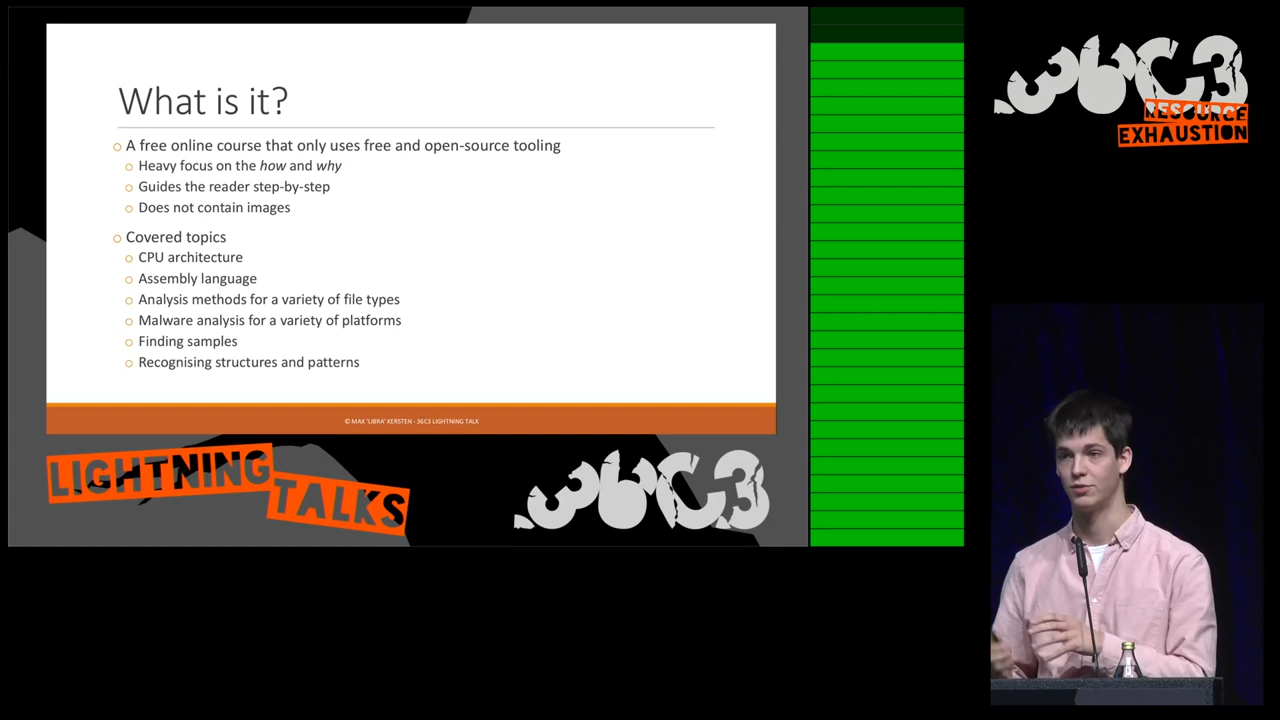 What is it?
A free online course that only uses free and open-source tooling
Heavy focus on the how and why
Guides the reader step-by-step
Does not contain images
Covered topics
CPU architecture
Assembly language
Analysis methods for a variety of file types
Malware analysis for a variety of platforms
Finding samples
Recognising structures and patterns
© MAX 'LIBRA' KERSTEN - 36C3 LIGHTNING TALK
LIGHTNING
TALKS
36C3
36C3
RESOURCE
EXHAUSTION